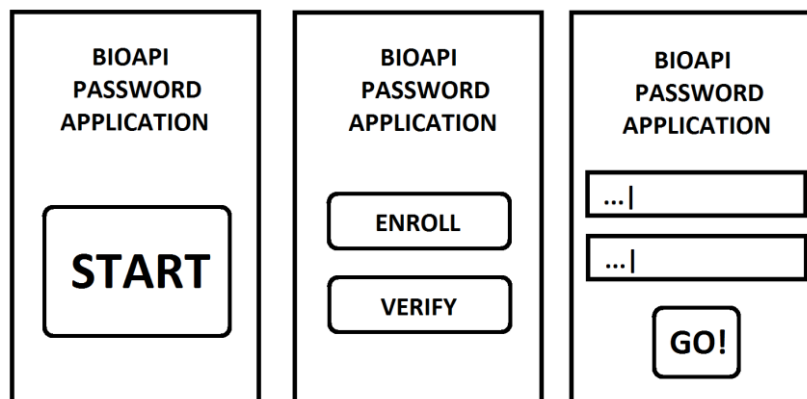 BIOAPI
PASSWORD
APPLICATION
START
BIOAPI
PASSWORD
APPLICATION
ENROLL
VERIFY
BIOAPI
PASSWORD
APPLICATION
...|
...|
GO!